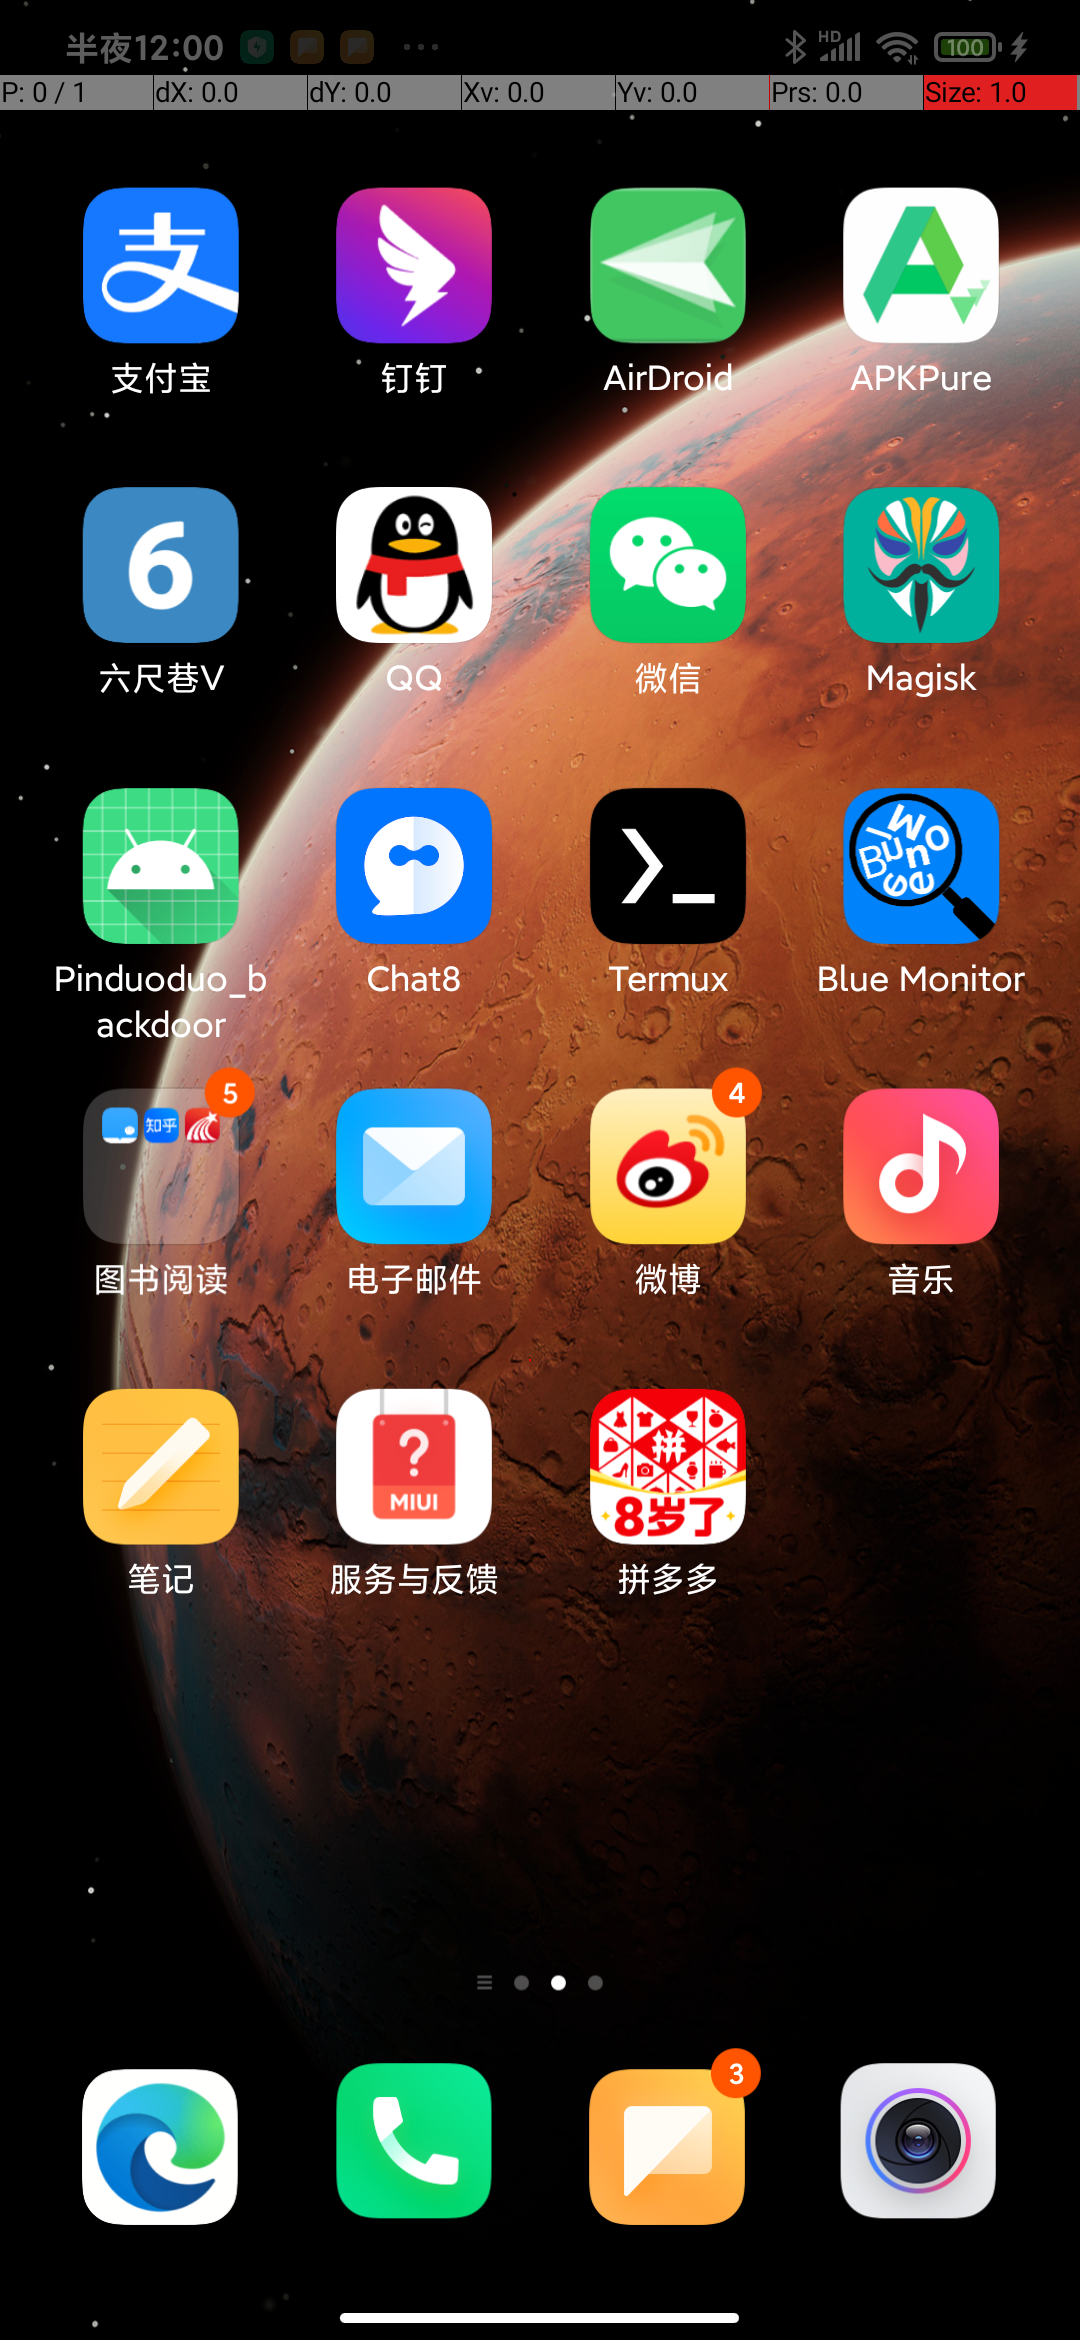 半夜12:00
HD
100
P: 0 / 1
dX: 0.0
dY: 0.0
Xv: 0.0
Yv: 0.0
Prs: 0.0
Size: 1.0
支
支付宝
钉钉
AirDroid
APKPure
6
六尺巷V
QQ
微信
Magisk
Pinduoduo_b
ackdoor
Chat8
Termux
Blue Monitor
5
知乎
图书阅读
电子邮件
4
微博
音乐
笔记
?
MIUI
服务与反馈
拼
8岁了
拼多多
3